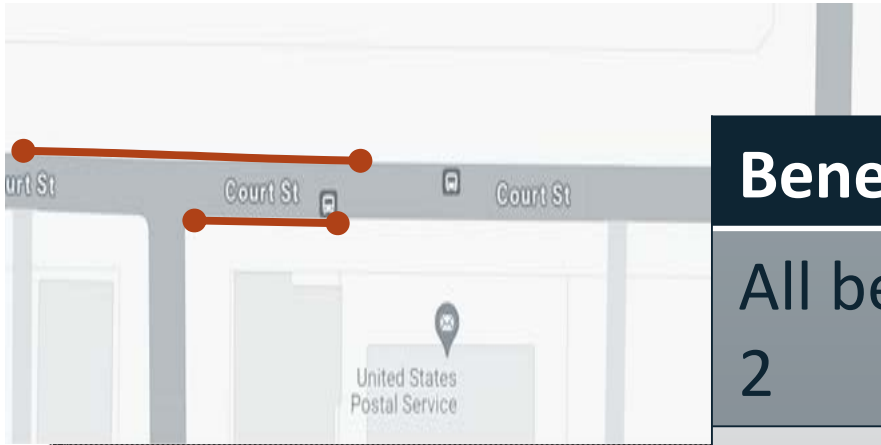 urt St
Court St
Court St
United States
Postal Service
Bene
All be
2